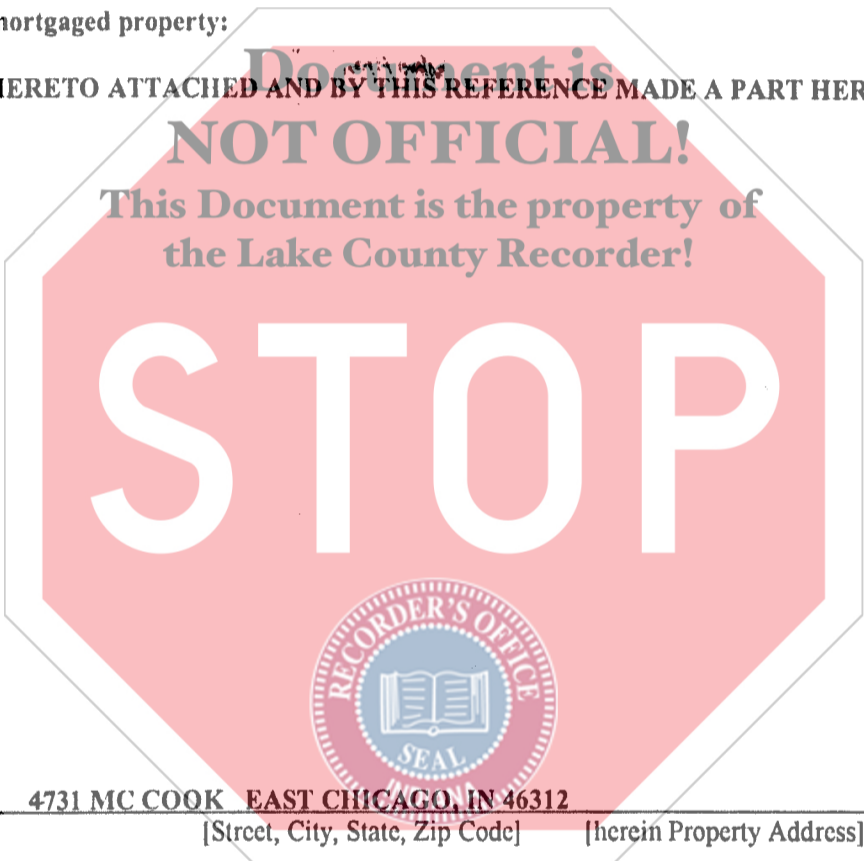 mortgaged property:
Document is
HERETO ATTACHED AND BY THIS REFERENCE MADE A PART HER
NOT OFFICIAL!
This Document is the property of
the Lake County Recorder!
STOP
RECORDER'S OFFICE
SEAL
INDIANA
4731 MC COOK EAST CHICAGO, IN 46312
[Street, City, State, Zip Code] [herein Property Address]